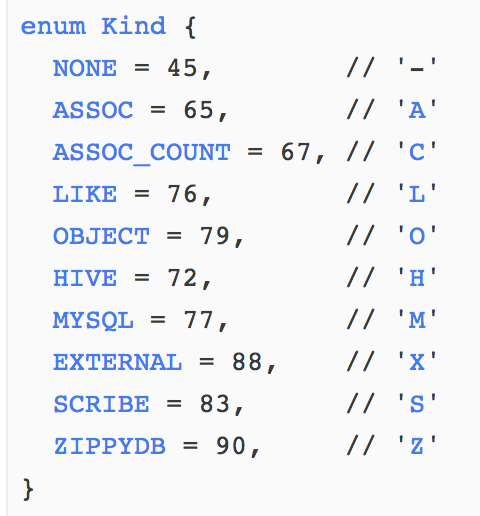 enum Kind {
  NONE = 45,        // '-'
  ASSOC = 65,       // 'A'
  ASSOC_COUNT = 67, // 'C'
  LIKE = 76,        // 'L'
  OBJECT = 79,      // 'O'
  HIVE = 72,        // 'H'
  MYSQL = 77,       // 'M'
  EXTERNAL = 88,    // 'X'
  SCRIBE = 83,      // 'S'
  ZIPPYDB = 90,     // 'Z'
}